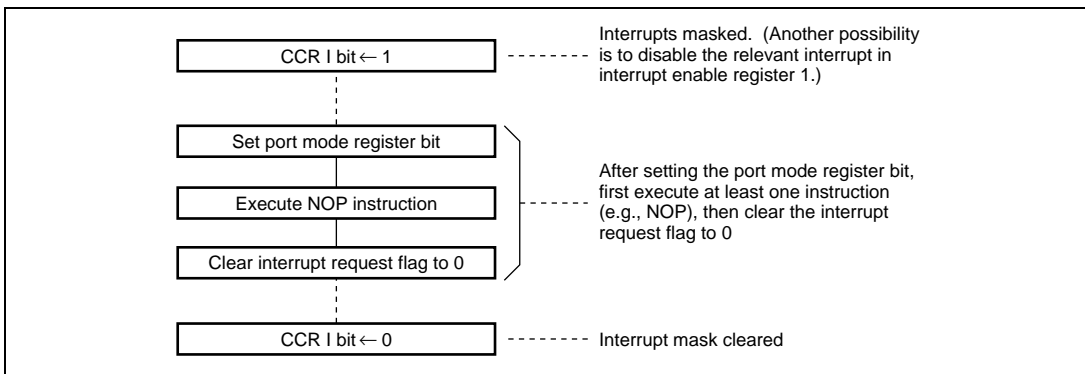 CCR I bit ← 1
Interrupts masked. (Another possibility
is to disable the relevant interrupt in
interrupt enable register 1.)
Set port mode register bit
Execute NOP instruction
Clear interrupt request flag to 0
After setting the port mode register bit,
first execute at least one instruction
(e.g., NOP), then clear the interrupt
request flag to 0
CCR I bit ← 0
Interrupt mask cleared